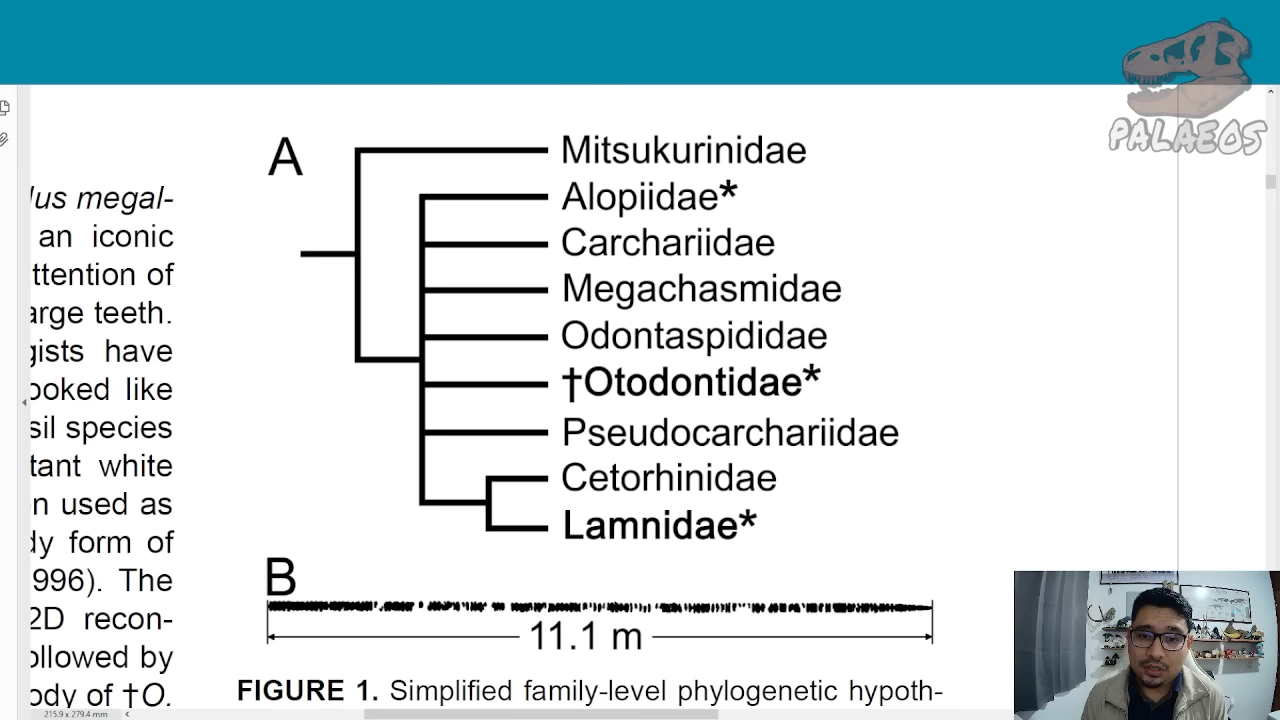 PALAEOS
A
Mitsukurinidae
Alopiidae*
Carchariidae
Megachasmidae
Odontaspididae
†Otodontidae*
Pseudocarchariidae
Cetorhinidae
Lamnidae*
lus megal-
an iconic
ttention of
arge teeth.
gists have
ooked like
sil species
tant white
n used as
dy form of
996). The
2D recon-
ollowed by
ody of †O.
B
11.1 m
FIGURE 1. Simplified family-level phylogenetic hypoth-
215.9 x 279.4 mm